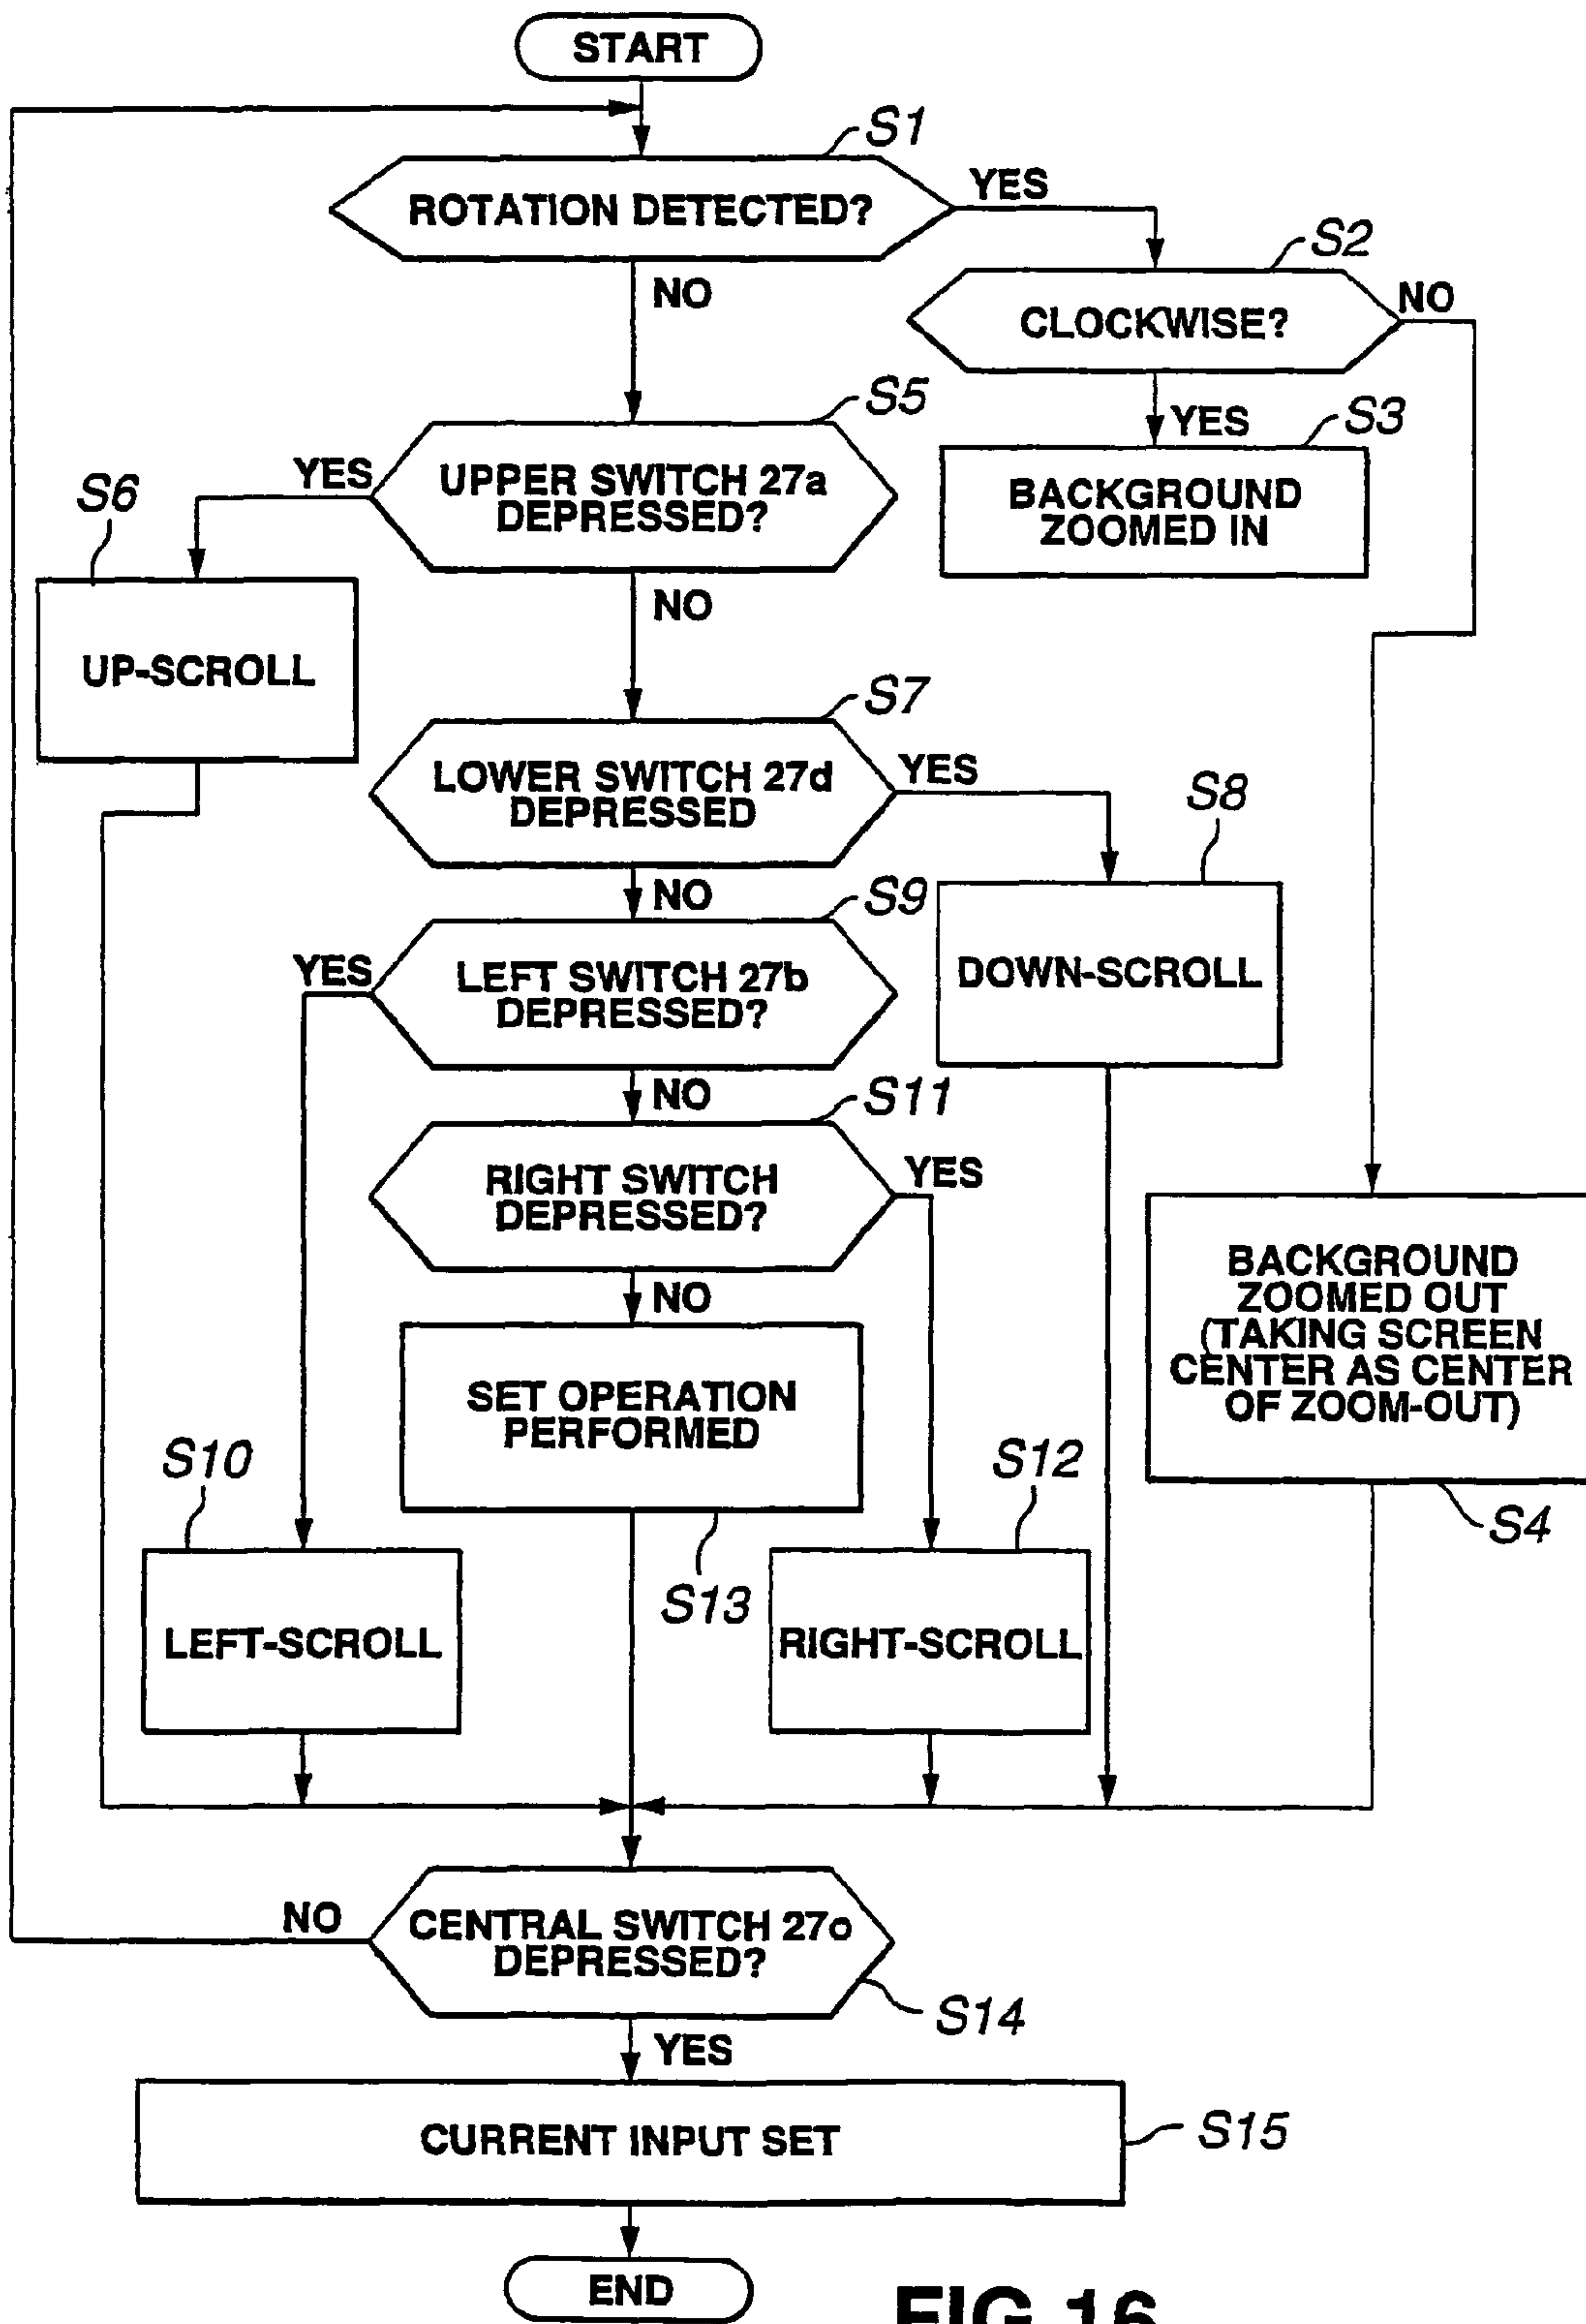 START
S1
ROTATION DETECTED?
YES
S2
NO
CLOCKWISE?
NO
S5
YES
S3
UPPER SWITCH 27a
DEPRESSED?
YES
S6
BACKGROUND
ZOOMED IN
NO
UP-SCROLL
S7
LOWER SWITCH 27d
DEPRESSED
YES
S8
NO
S9
DOWN-SCROLL
YES
LEFT SWITCH 27b
DEPRESSED?
NO
S11
RIGHT SWITCH
DEPRESSED?
YES
BACKGROUND
ZOOMED OUT
(TAKING SCREEN
CENTER AS CENTER
OF ZOOM-OUT)
NO
SET OPERATION
PERFORMED
S10
S12
S4
S13
LEFT-SCROLL
RIGHT-SCROLL
NO
CENTRAL SWITCH 27o
DEPRESSED?
S14
YES
CURRENT INPUT SET
S15
END
FIG.16